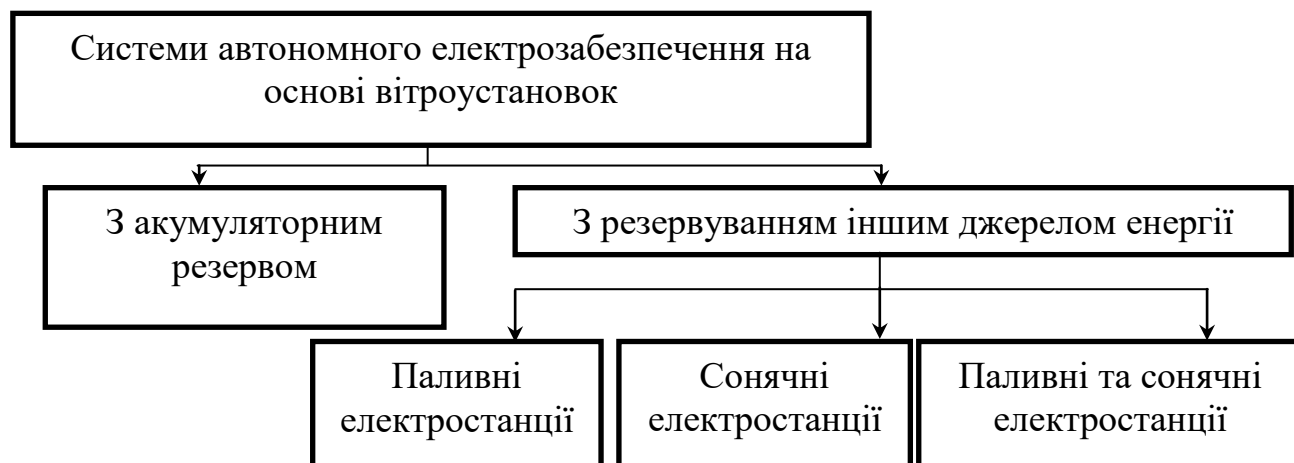 Системи автономного електрозабезпечення на
основі вітроустановок
З акумуляторним
резервом
З резервуванням іншим джерелом енергії
Паливні
електростанції
Сонячні
електростанції
Паливні та сонячні
електростанції